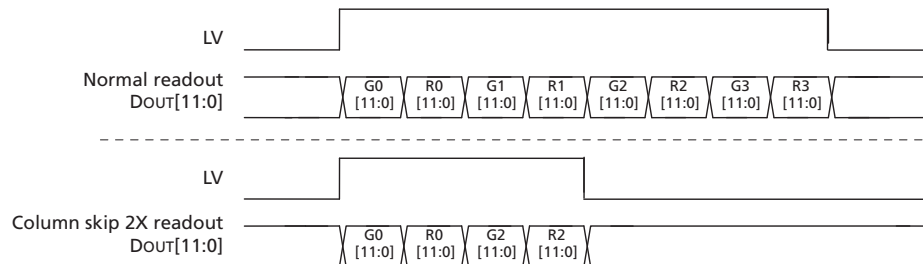 LV
Normal readout
DOUT[11:0]
G0 R0 G1 R1 G2 R2 G3 R3
[11:0] [11:0] [11:0] [11:0] [11:0] [11:0] [11:0] [11:0]
LV
Column skip 2X readout
DOUT[11:0]
G0 R0 G2 R2
[11:0] [11:0] [11:0] [11:0]